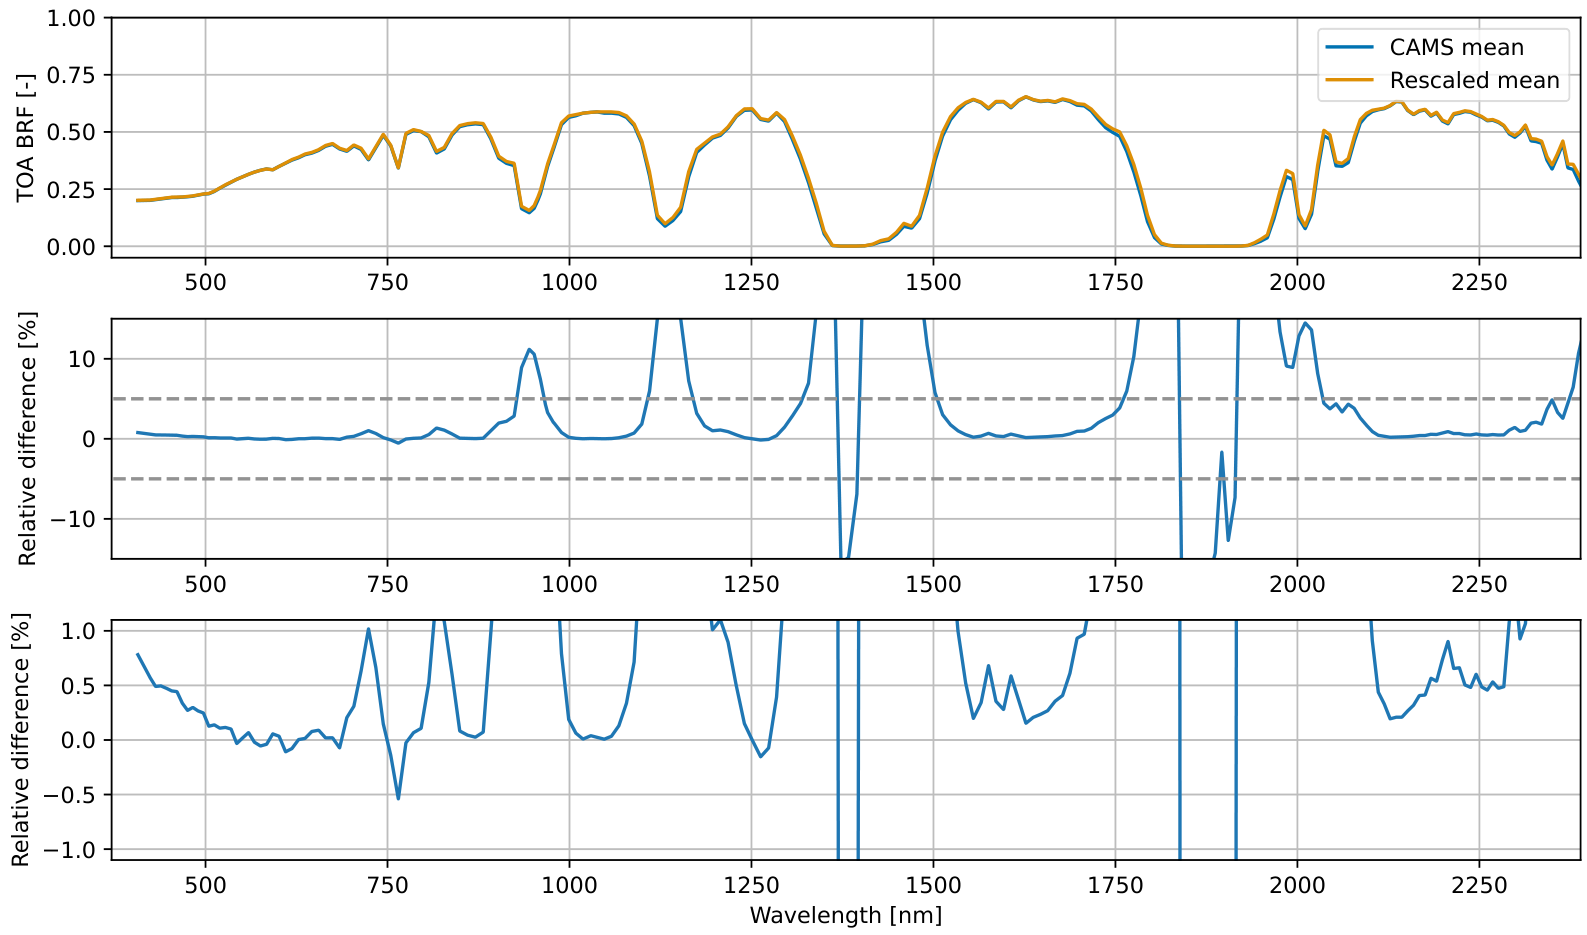 TOA BRF [-]
1.00
0.75
0.50
0.25
0.00
CAMS mean
Rescaled mean
500 750 1000 1250 1500 1750 2000 2250
Relative difference [%]
10
0
−10
500 750 1000 1250 1500 1750 2000 2250
Relative difference [%]
1.0
0.5
0.0
−0.5
−1.0
500 750 1000 1250 1500 1750 2000 2250
Wavelength [nm]